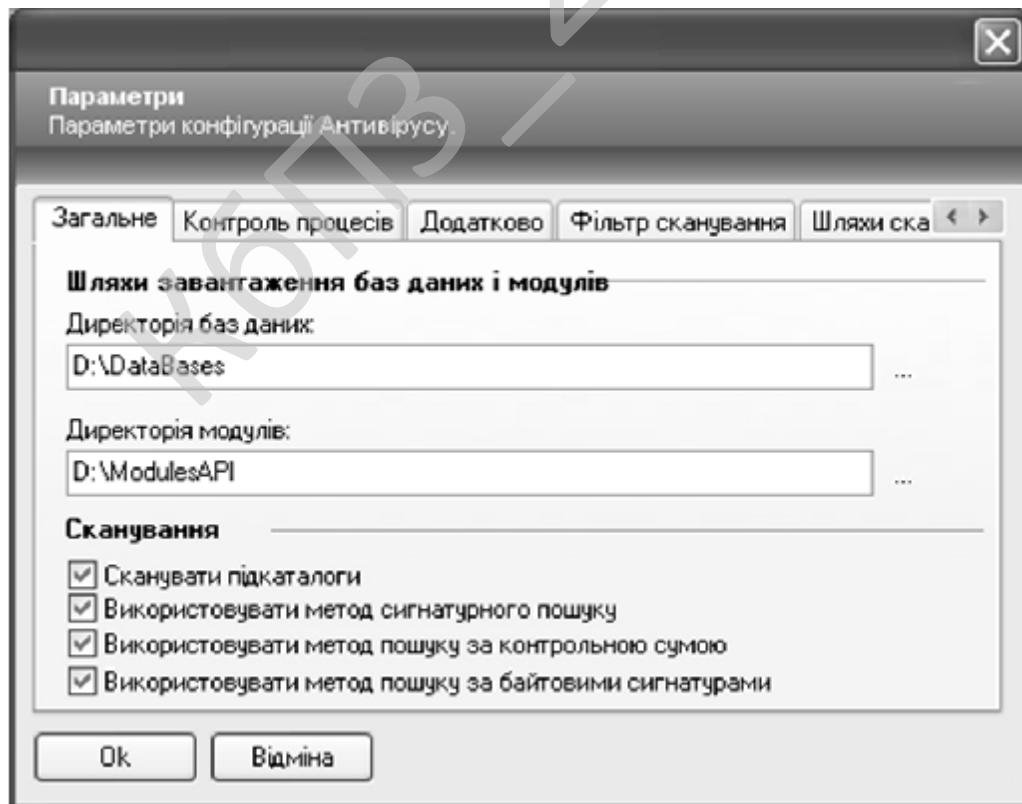 Параметри
Параметри конфігурації Антивірусу.
Загальне Контроль процесів Додатково Фільтр сканування Шляхи ска
Шляхи завантаження баз даних і модулів
Директорія баз даних:
D:\DataBases ...
Директорія модулів:
D:\ModulesAPI ...
Сканування
Сканувати підкаталоги
Використовувати метод сигнатурного пошуку
Використовувати метод пошуку за контрольною сумою
Використовувати метод пошуку за байтовими сигнатурами
Ok Відміна